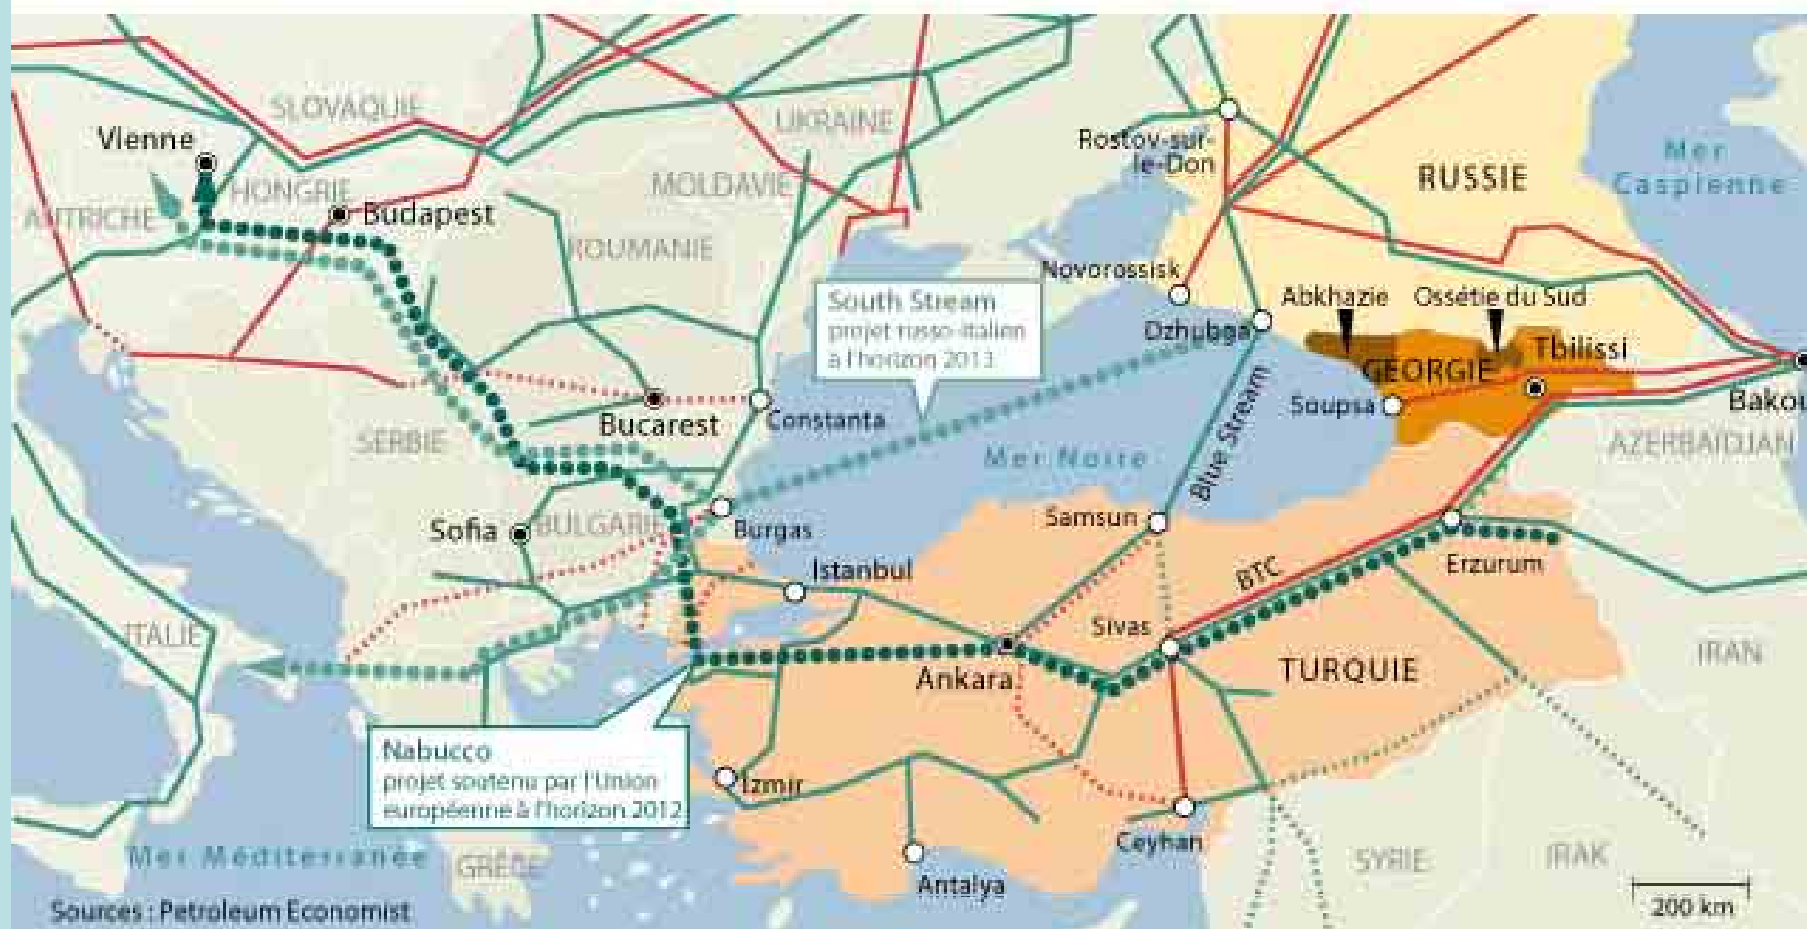 SLOVAQUIE
UKRAINE
Vienne
Rostov-sur-
le-Don
Mer
Caspienne
RUSSIE
HONGRIE
MOLDAVIE
AUTRICHE
Budapest
ROUMANIE
Novorossisk
Abkhazie
Ossétie du Sud
South Stream
projet russo-italien
à l'horizon 2013
Dzhubga
Tbilissi
GEORGIE
Soupsa
Bakou
Constanta
Bucarest
SERBIE
Blue Stream
AZERBAÏDJAN
Mer Noire
Samsun
Sofia
BULGARIE
Burgas
Istanbul
BTC
Erzurum
ITALIE
Sivas
IRAN
Ankara
TURQUIE
Nabucco
projet soutenu par l'Union
européenne à l'horizon 2012
Izmir
Ceyhan
Mer Méditerranée
GRÈCE
SYRIE
IRAK
Antalya
Sources : Petroleum Economist
200 km